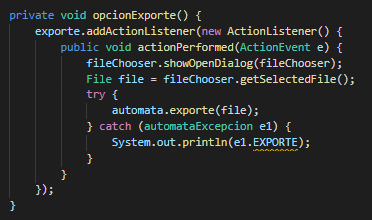 private void opcionExporte() {
    exporte.addActionListener(new ActionListener() {
        public void actionPerformed(ActionEvent e) {
            fileChooser.showOpenDialog(fileChooser);
            File file = fileChooser.getSelectedFile();
            try {
                automata.exporte(file);
            } catch (automataExcepcion e1) {
                System.out.println(e1.EXPORTE);
            }
        }
    });
}